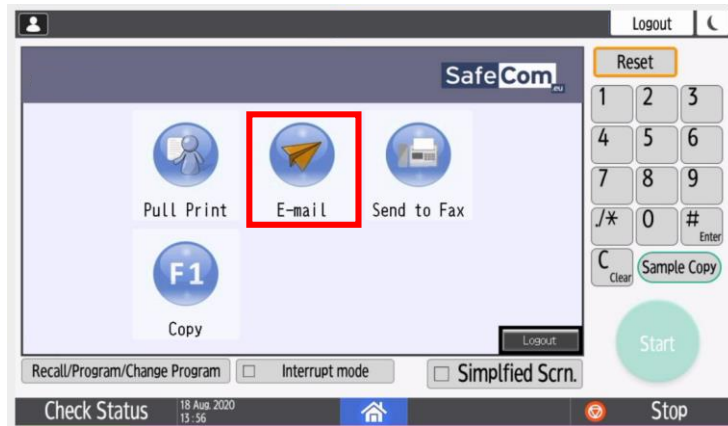 Logout
Reset
SafeCom.eu
1 2 3
4 5 6
7 8 9
./* 0 # Enter
C Clear Sample Copy
Pull Print E-mail Send to Fax
F1
Copy
Logout
Start
Recall/Program/Change Program Interrupt mode Simplfied Scrn.
Check Status 18 Aug. 2020
13 : 56
Stop